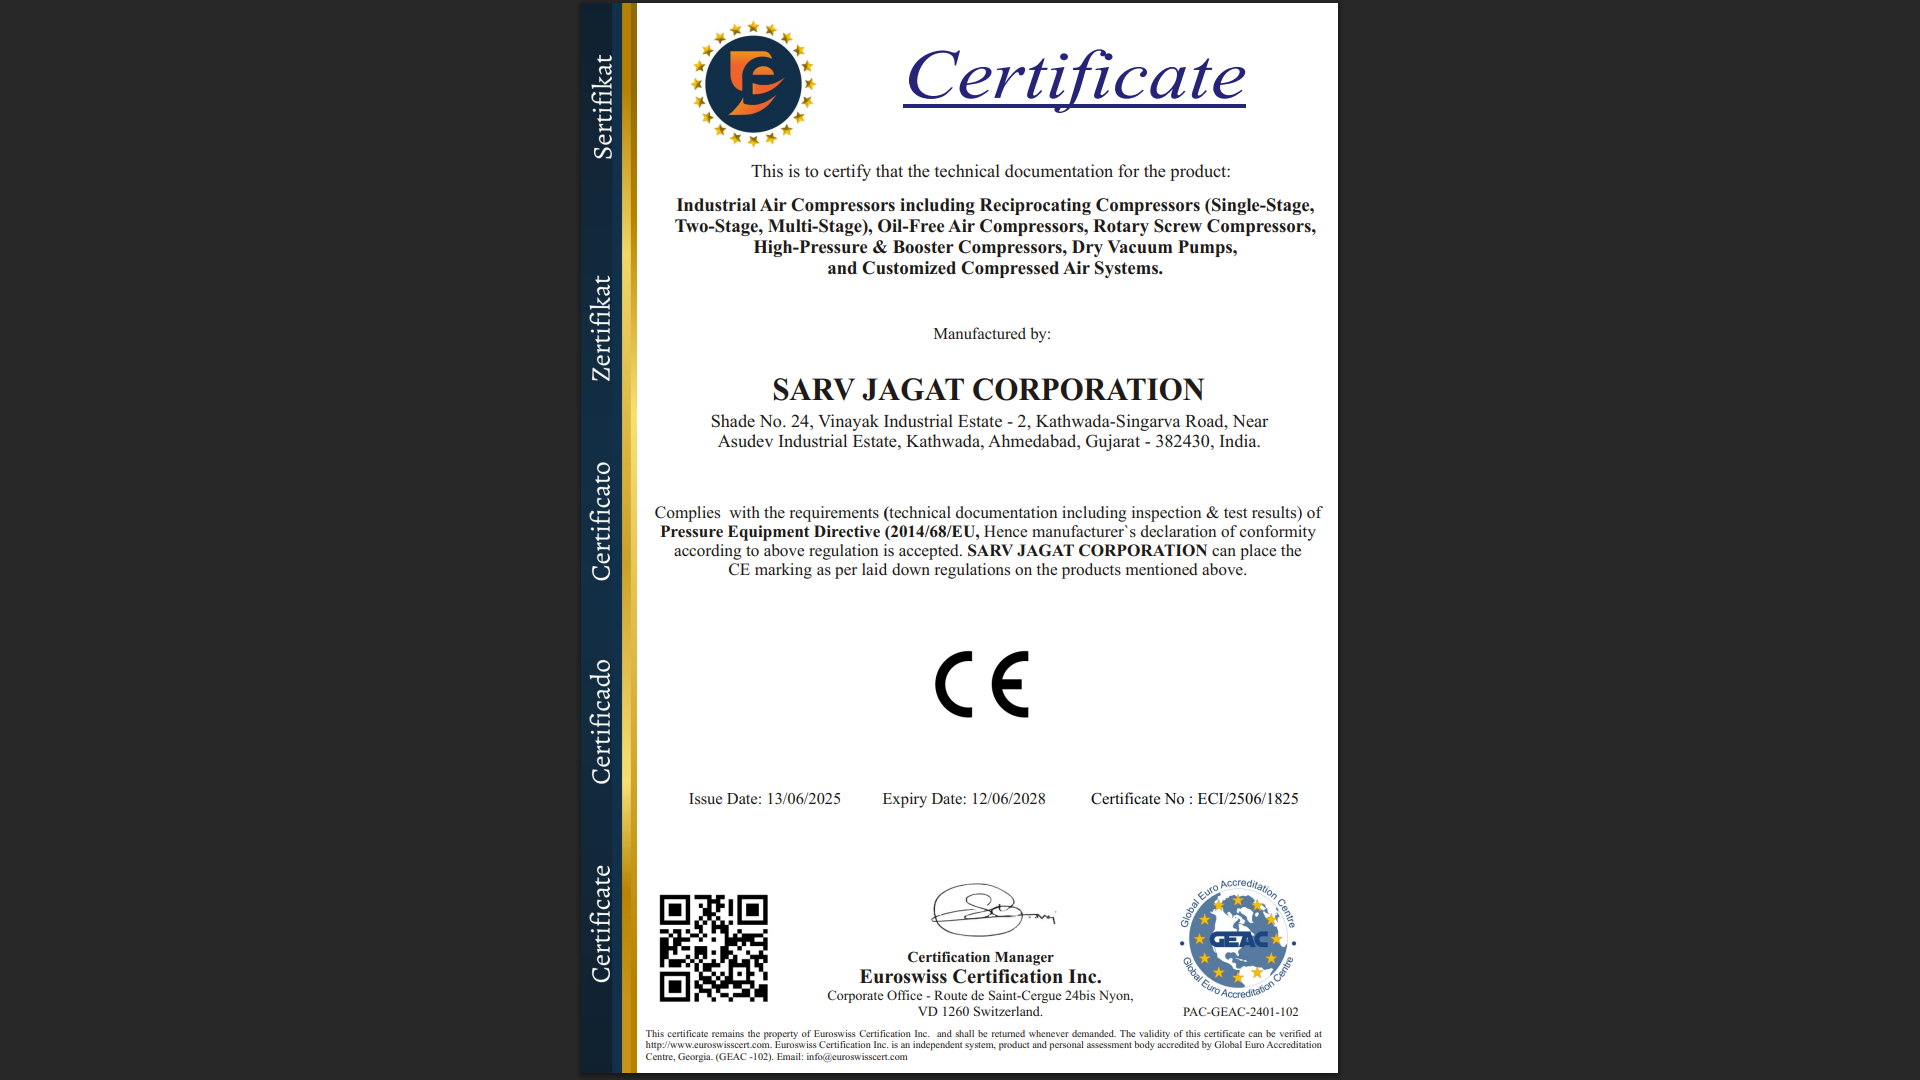 Certificate
This is to certify that the technical documentation for the product:
Industrial Air Compressors including Reciprocating Compressors (Single-Stage,
Two-Stage, Multi-Stage), Oil-Free Air Compressors, Rotary Screw Compressors,
High-Pressure & Booster Compressors, Dry Vacuum Pumps,
and Customized Compressed Air Systems.
Manufactured by:
SARV JAGAT CORPORATION
Shade No. 24, Vinayak Industrial Estate - 2, Kathwada-Singarva Road, Near
Asudev Industrial Estate, Kathwada, Ahmedabad, Gujarat - 382430, India.
Complies with the requirements (technical documentation including inspection & test results) of
Pressure Equipment Directive (2014/68/EU, Hence manufacturer`s declaration of conformity
according to above regulation is accepted. SARV JAGAT CORPORATION can place the
CE marking as per laid down regulations on the products mentioned above.
CE
Issue Date: 13/06/2025 Expiry Date: 12/06/2028 Certificate No : ECI/2506/1825
Certification Manager
Euroswiss Certification Inc.
Corporate Office - Route de Saint-Cergue 24bis Nyon,
VD 1260 Switzerland.
Global Euro Accreditation Centre
GEAC
Global Euro Accreditation Centre
PAC-GEAC-2401-102
This certificate remains the property of Euroswiss Certification Inc. and shall be returned whenever demanded. The validity of this certificate can be verified at
http://www.euroswisscert.com. Euroswiss Certification Inc. is an independent system, product and personal assessment body accredited by Global Euro Accreditation
Centre, Georgia. (GEAC -102). Email: info@euroswisscert.com
Sertifikat
Zertifikat
Certificato
Certificado
Certificate